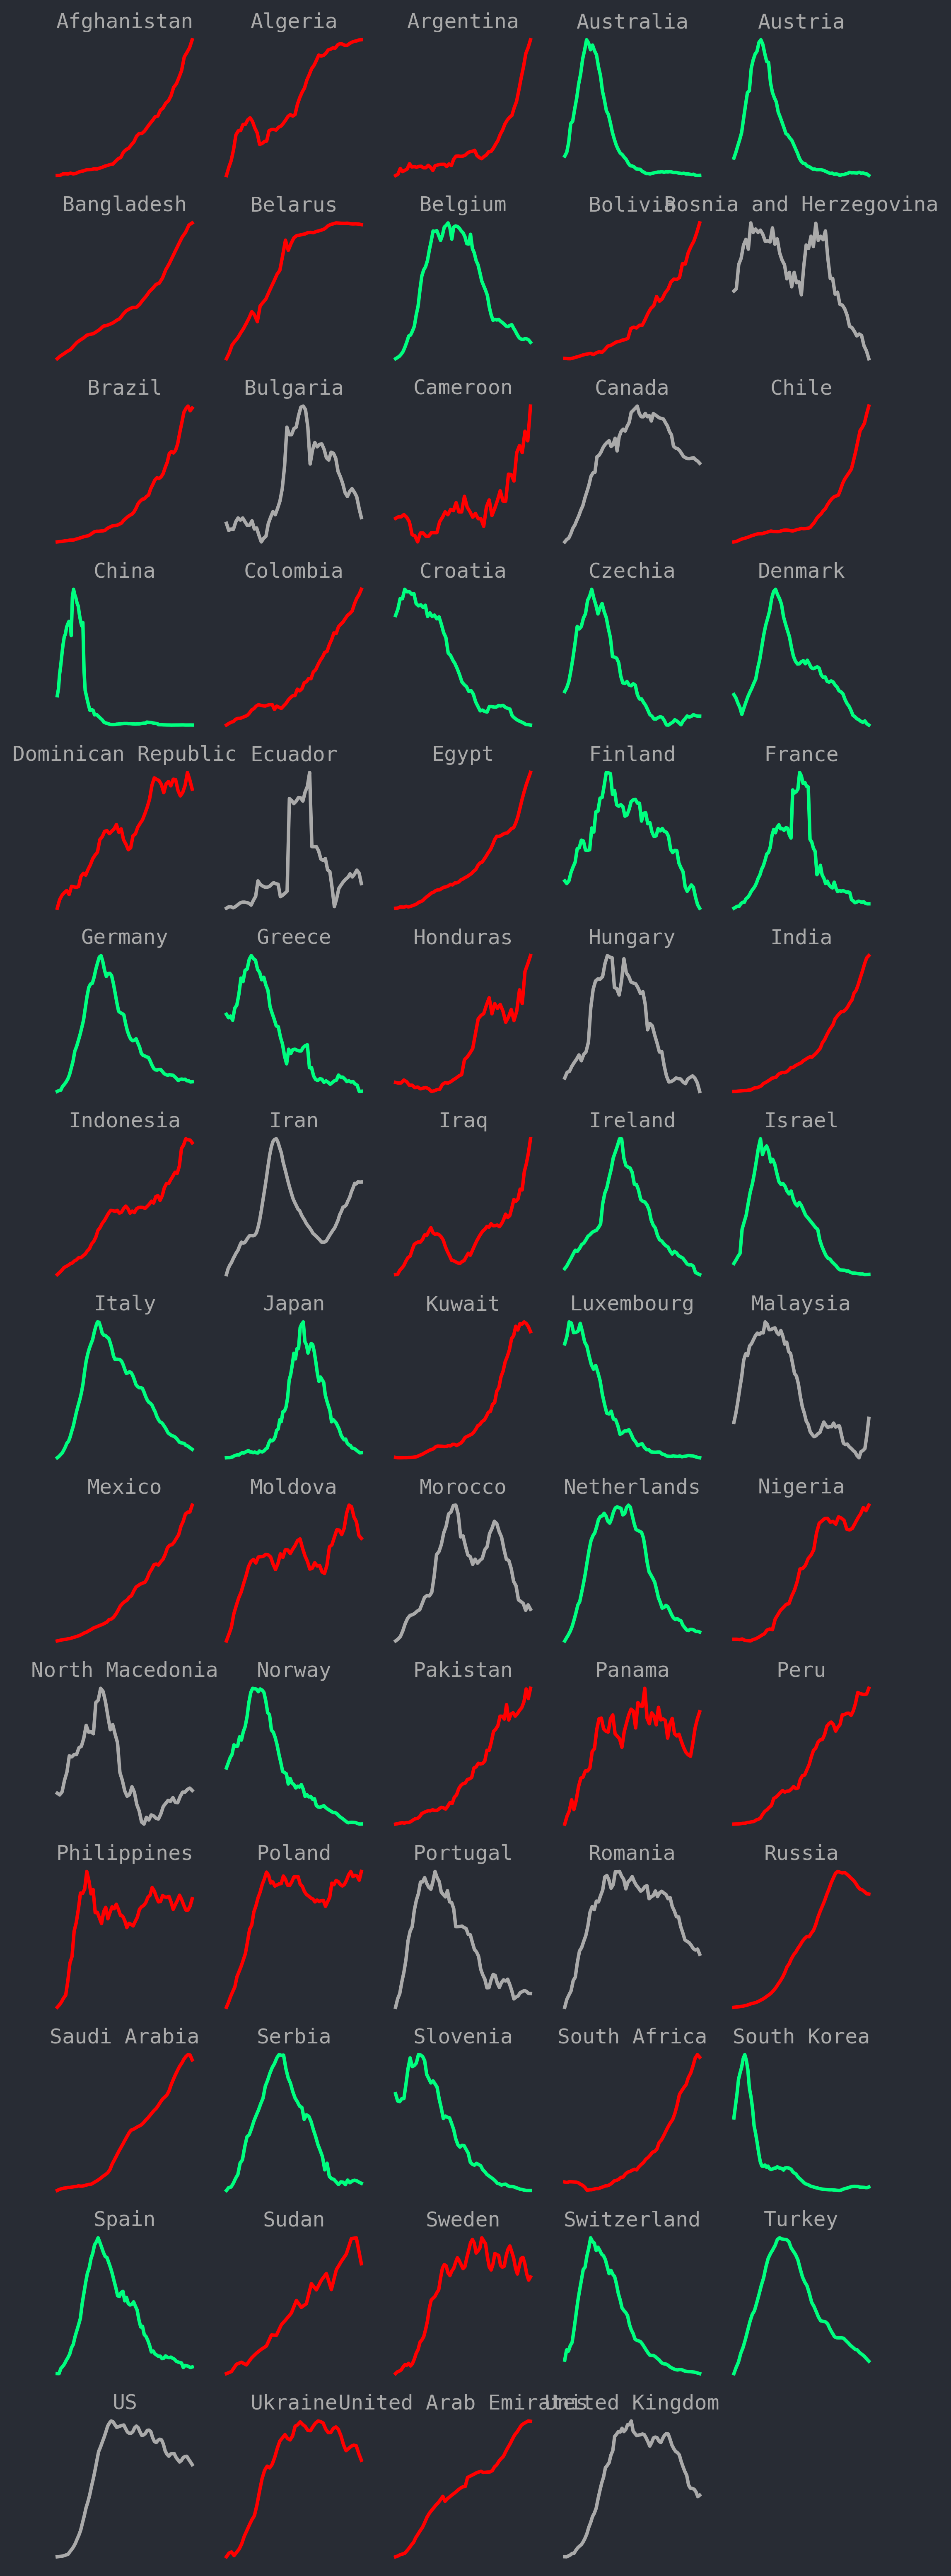 Afghanistan Algeria Argentina Australia Austria
Bangladesh Belarus Belgium Bolivia Bosnia and Herzegovina
Brazil Bulgaria Cameroon Canada Chile
China Colombia Croatia Czechia Denmark
Dominican Republic Ecuador Egypt Finland France
Germany Greece Honduras Hungary India
Indonesia Iran Iraq Ireland Israel
Italy Japan Kuwait Luxembourg Malaysia
Mexico Moldova Morocco Netherlands Nigeria
North Macedonia Norway Pakistan Panama Peru
Philippines Poland Portugal Romania Russia
Saudi Arabia Serbia Slovenia South Africa South Korea
Spain Sudan Sweden Switzerland Turkey
US Ukraine United Arab Emirates United Kingdom